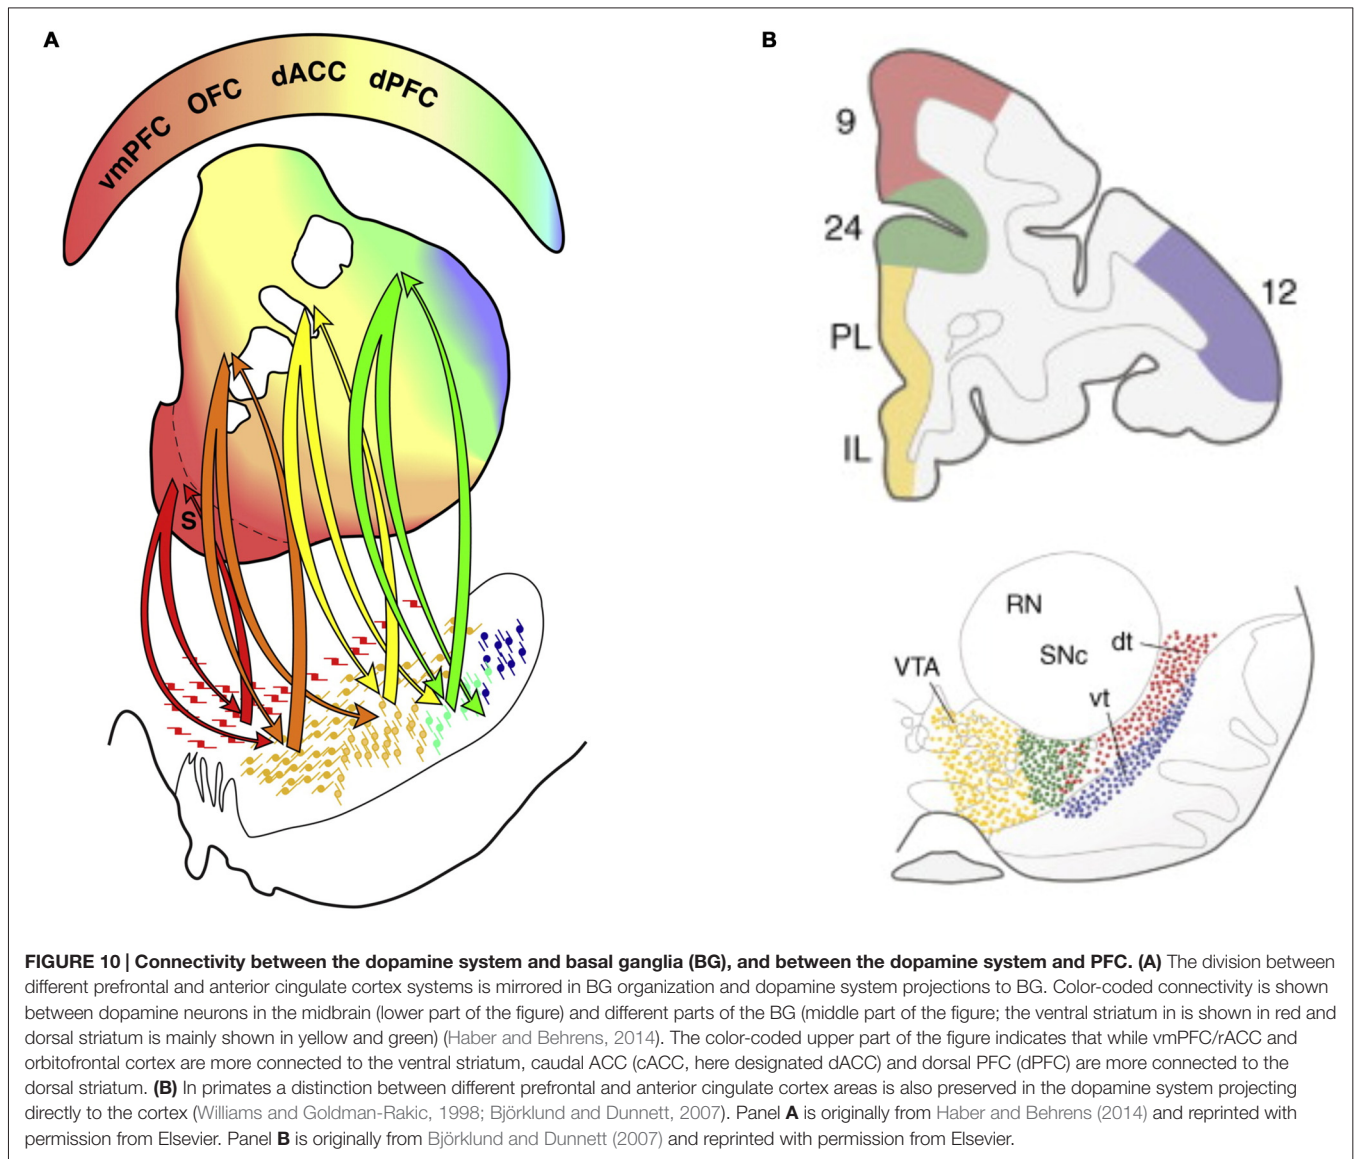 A
vmPFC OFC dACC dPFC
S
B
9
24
PL
IL
12
RN
SNc
dt
VTA
vt
FIGURE 10 | Connectivity between the dopamine system and basal ganglia (BG), and between the dopamine system and PFC. (A) The division between
different prefrontal and anterior cingulate cortex systems is mirrored in BG organization and dopamine system projections to BG. Color-coded connectivity is shown
between dopamine neurons in the midbrain (lower part of the figure) and different parts of the BG (middle part of the figure; the ventral striatum in is shown in red and
dorsal striatum is mainly shown in yellow and green) (Haber and Behrens, 2014). The color-coded upper part of the figure indicates that while vmPFC/rACC and
orbitofrontal cortex are more connected to the ventral striatum, caudal ACC (cACC, here designated dACC) and dorsal PFC (dPFC) are more connected to the
dorsal striatum. (B) In primates a distinction between different prefrontal and anterior cingulate cortex areas is also preserved in the dopamine system projecting
directly to the cortex (Williams and Goldman-Rakic, 1998; Björklund and Dunnett, 2007). Panel A is originally from Haber and Behrens (2014) and reprinted with
permission from Elsevier. Panel B is originally from Björklund and Dunnett (2007) and reprinted with permission from Elsevier.